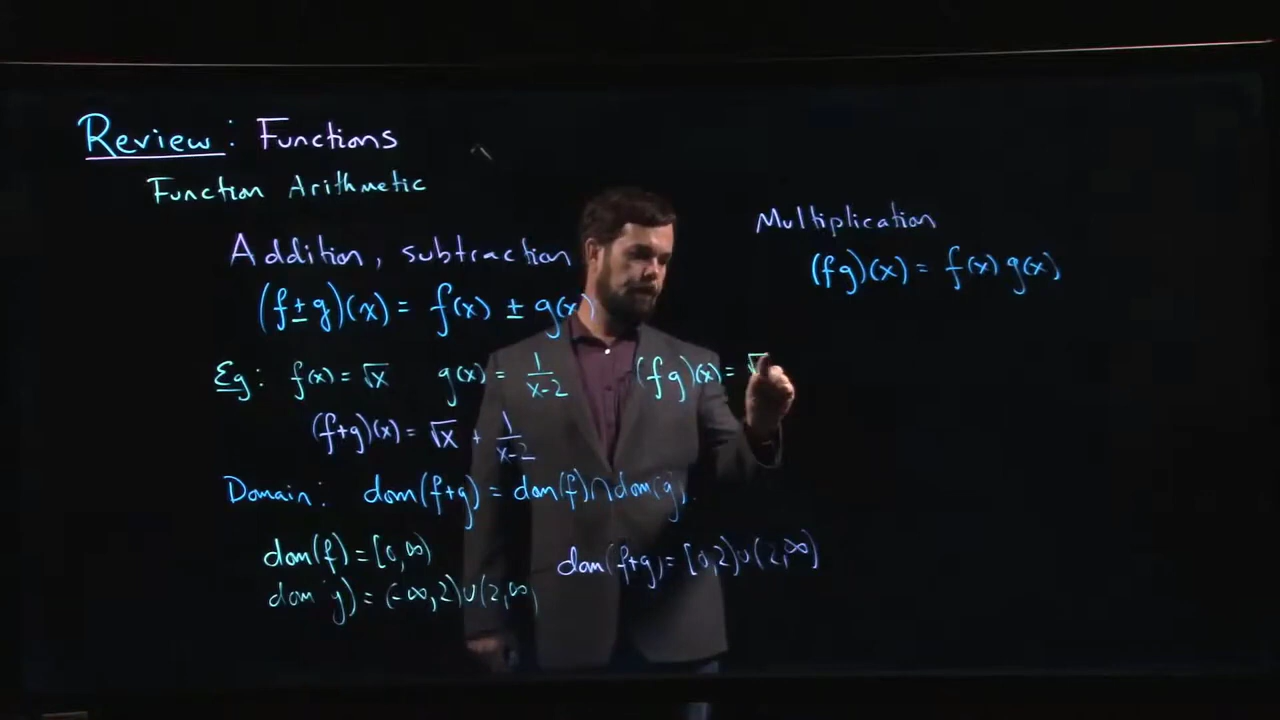 Review: Functions
Function Arithmetic
Addition, subtraction
(f±g)(x) = f(x) ± g(x)
Eg: f(x) = √x g(x) = 1/(x-2) (fg)(x) = √
(f+g)(x) = √x + 1/(x-2)
Domain: dom(f+g) = dom(f)∩dom(g).
dom(f) = [0,∞)
dom g) = (-∞,2)∪(2,∞)
dom(f+g) = [0,2)∪(2,∞)
Multiplication
(fg)(x) = f(x) g(x)